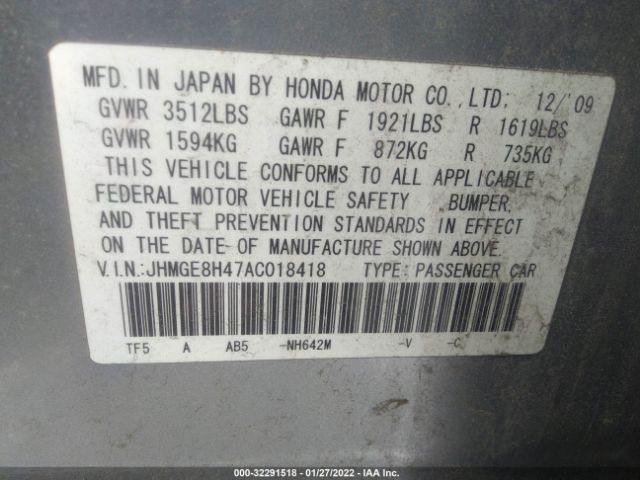 MFD. IN JAPAN BY HONDA MOTOR CO.,LTD; 12/'09
GVWR 3512LBS GAWR F 1921LBS R 1619LBS
GVWR 1594KG GAWR F 872KG R 735KG
THIS VEHICLE CONFORMS TO ALL APPLICABLE
FEDERAL MOTOR VEHICLE SAFETY BUMPER,
AND THEFT PREVENTION STANDARDS IN EFFECT
ON THE DATE OF MANUFACTURE SHOWN ABOVE.
V.I.N.:JHMGE8H47AC018418 TYPE: PASSENGER CAR
TF5 A AB5 -NH642M -V -C
000-32291518 - 01/27/2022 - IAA Inc.